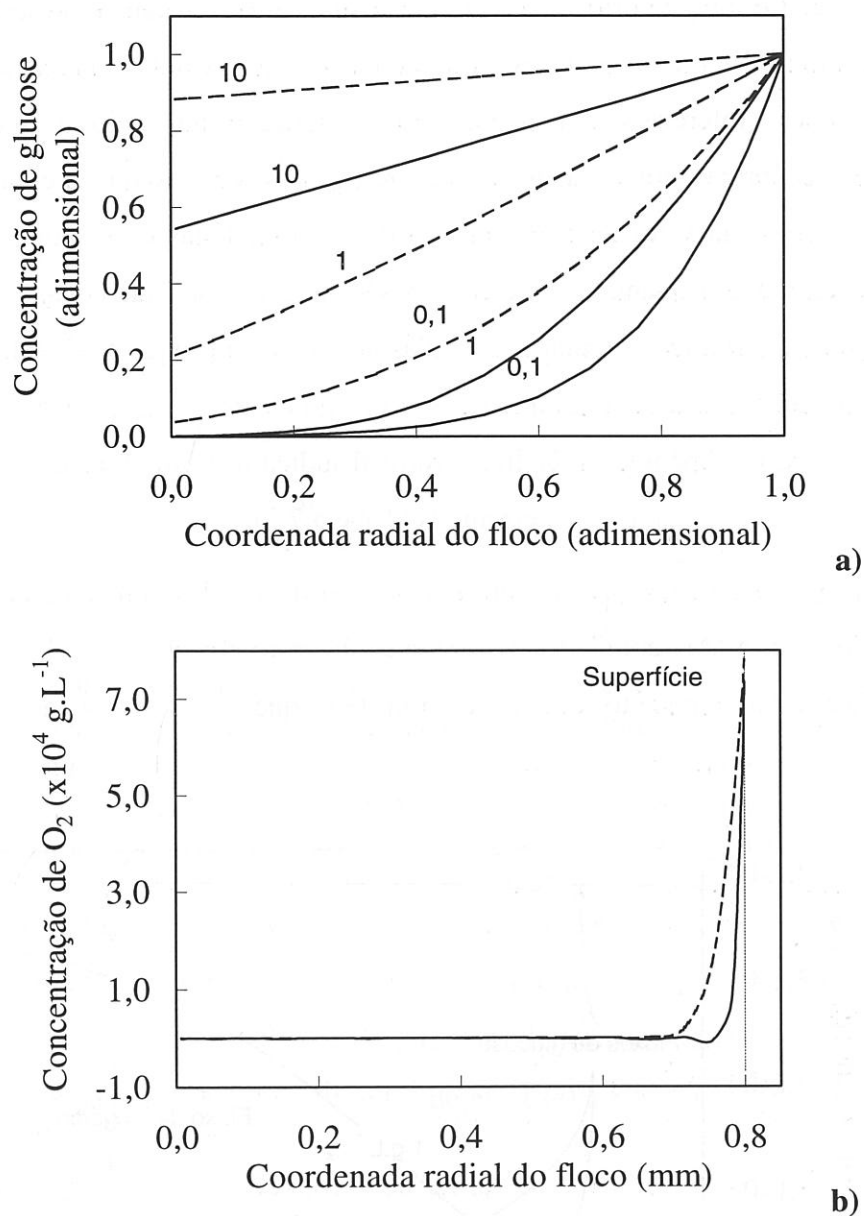 Concentração de glucose
(adimensional)
1,0
0,8
0,6
0,4
0,2
0,0
10
10
1
0,1
1
0,1
0,0 0,2 0,4 0,6 0,8 1,0
Coordenada radial do floco (adimensional)
a)
Concentração de O₂ (x10⁴ g.L⁻¹)
7,0
5,0
3,0
1,0
-1,0
Superfície
0,0 0,2 0,4 0,6 0,8
Coordenada radial do floco (mm)
b)